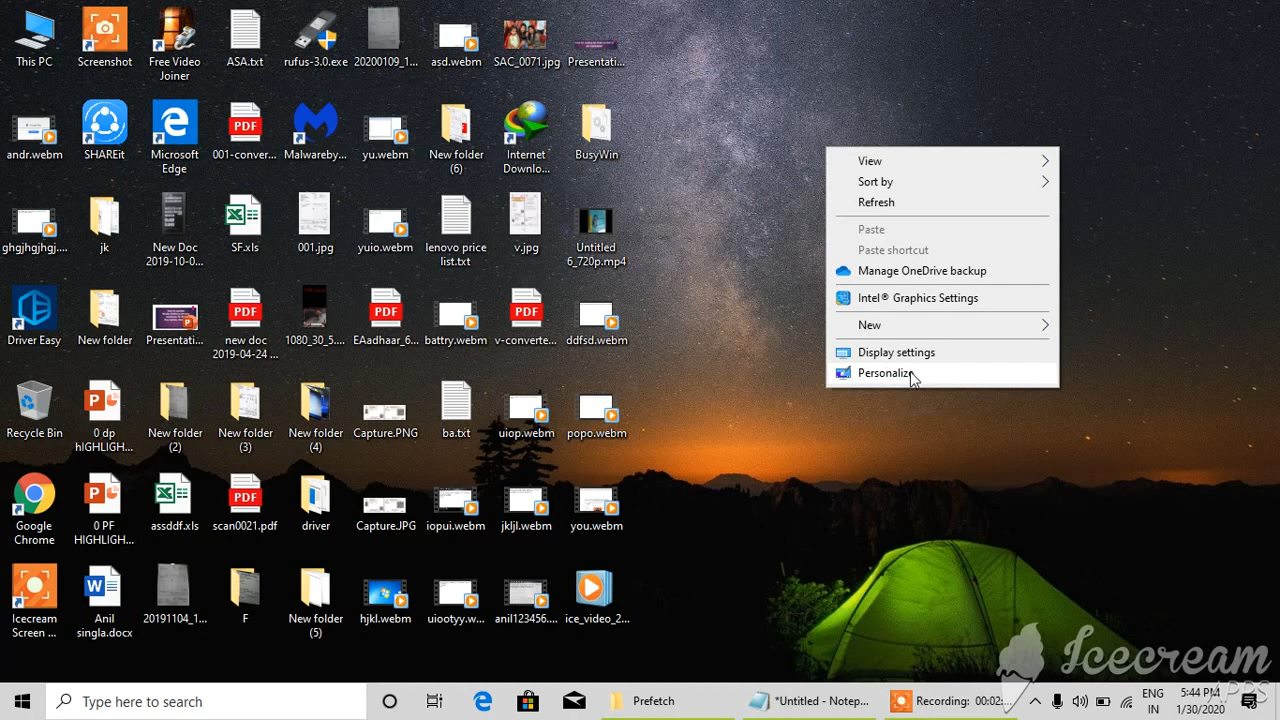 This PC
Screenshot
Free Video
Joiner
ASA.txt
rufus-3.0.exe
20200109_1...
asd.webm
SAC_0071.jpg
Presentati...
andr.webm
SHAREit
Microsoft
Edge
001-conver...
Malwareby...
yu.webm
New folder
(6)
Internet
Downlo...
BusyWin
ghgjhgjhgj....
jk
New Doc
2019-10-0...
SF.xls
001.jpg
yuio.webm
lenovo price
list.txt
v.jpg
Untitled
6_720p.mp4
Driver Easy
New folder
Presentati...
new doc
2019-04-24 ...
1080_30_5....
EAadhaar_6...
battry.webm
v-converte...
ddfsd.webm
Recycle Bin
0 dp
hIGHLIGH...
New folder
(2)
New folder
(3)
New folder
(4)
Capture.PNG
ba.txt
uiop.webm
popo.webm
Google
Chrome
0 PF
HIGHLIGH...
assddf.xls
scan0021.pdf
driver
Capture.JPG
iopui.webm
jkljl.webm
you.webm
Icecream
Screen ...
Anil
singla.docx
20191104_1...
F
New folder
(5)
hjkl.webm
uiootyy.w...
anil123456....
ice_video_2...
PDF
PDF
PDF
PDF
PDF
View
Sort by
Refresh
Paste
Paste shortcut
Manage OneDrive backup
Intel® Graphics Settings
New
Display settings
Personalize
Icecream
APPS
Type here to search
Prefetch
*Untitled - Notep...
Recording: 00:02:...
ENG
IN
3:44 PM
1/30/2020